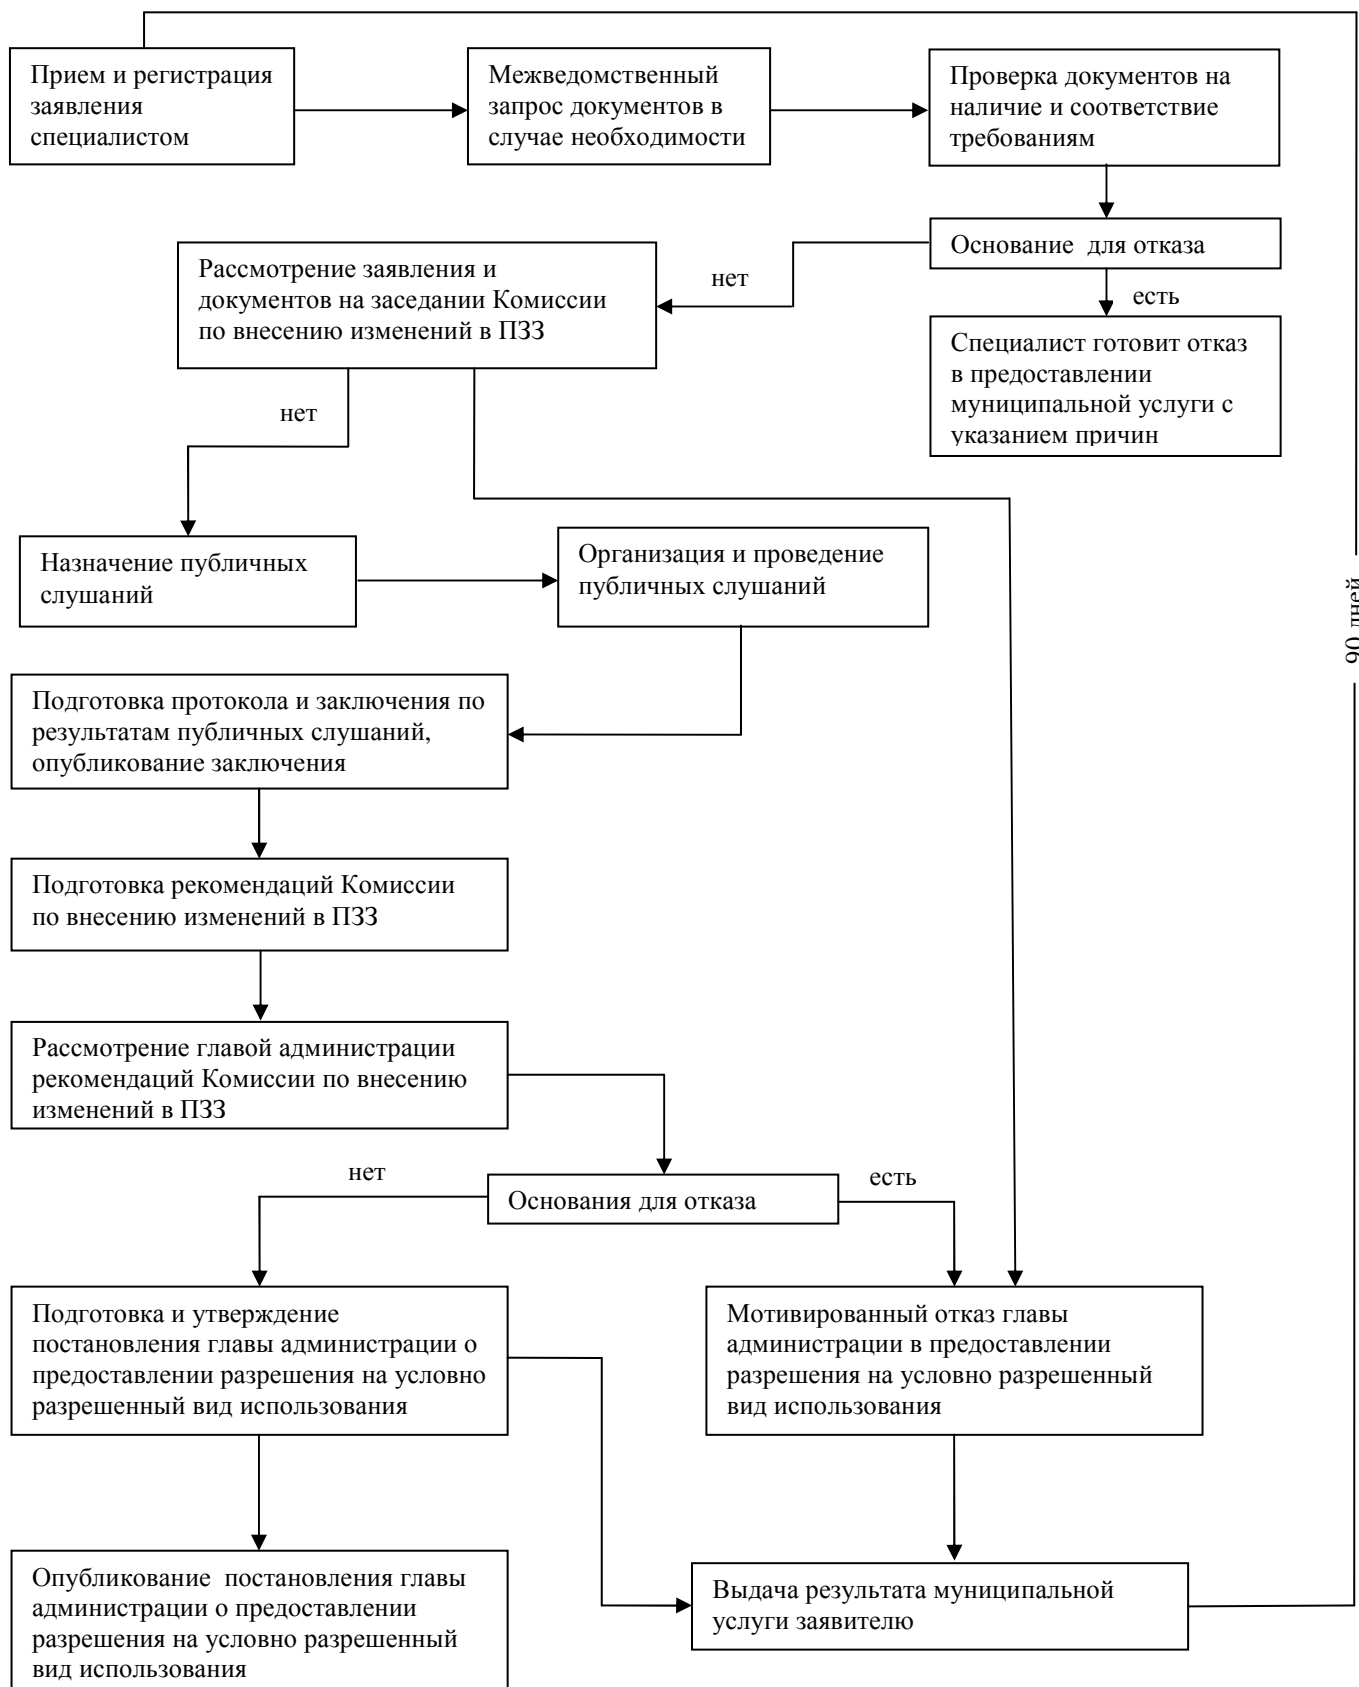 Прием и регистрация
заявления
специалистом
Межведомственный
запрос документов в
случае необходимости
Проверка документов на
наличие и соответствие
требованиям
Основание для отказа
нет
есть
Рассмотрение заявления и
документов на заседании Комиссии
по внесению изменений в ПЗЗ
Специалист готовит отказ
в предоставлении
муниципальной услуги с
указанием причин
нет
Назначение публичных
слушаний
Организация и проведение
публичных слушаний
90 дней
Подготовка протокола и заключения по
результатам публичных слушаний,
опубликование заключения
Подготовка рекомендаций Комиссии
по внесению изменений в ПЗЗ
Рассмотрение главой администрации
рекомендаций Комиссии по внесению
изменений в ПЗЗ
нет
Основания для отказа
есть
Подготовка и утверждение
постановления главы администрации о
предоставлении разрешения на условно
разрешенный вид использования
Мотивированный отказ главы
администрации в предоставлении
разрешения на условно разрешенный
вид использования
Опубликование постановления главы
администрации о предоставлении
разрешения на условно разрешенный
вид использования
Выдача результата муниципальной
услуги заявителю